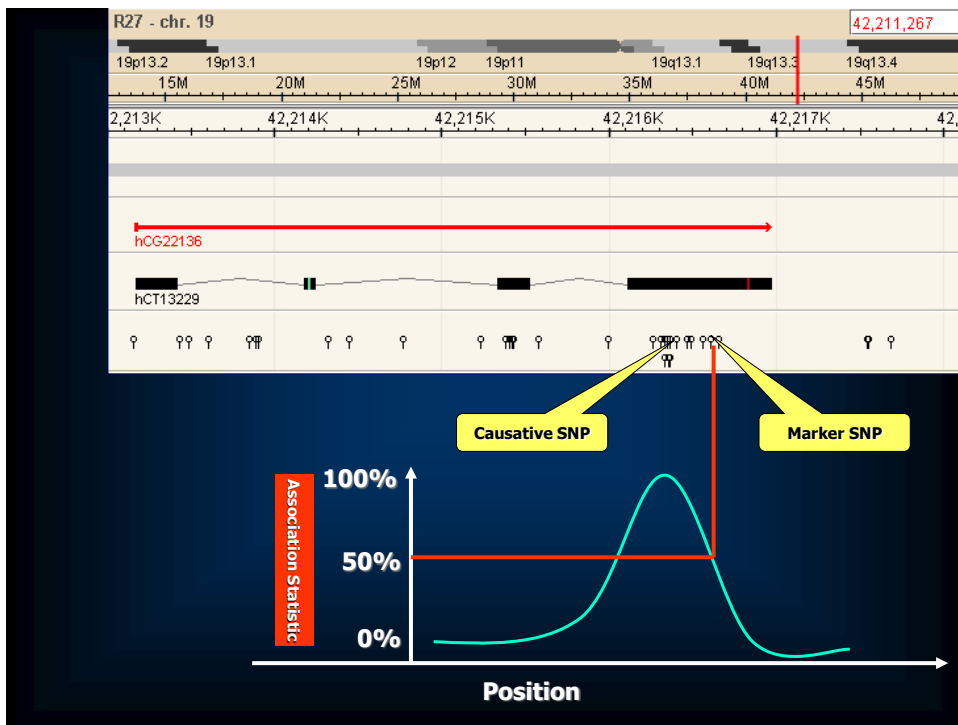 R27 - chr. 19
42,211,267
19p13.2 19p13.1 19p12 19p11 19q13.1 19q13.3 19q13.4
15M 20M 25M 30M 35M 40M 45M
2,213K 42,214K 42,215K 42,216K 42,217K 42,
hCG22136
hCT13229
Causative SNP
Marker SNP
Association Statistic
100%
50%
0%
Position